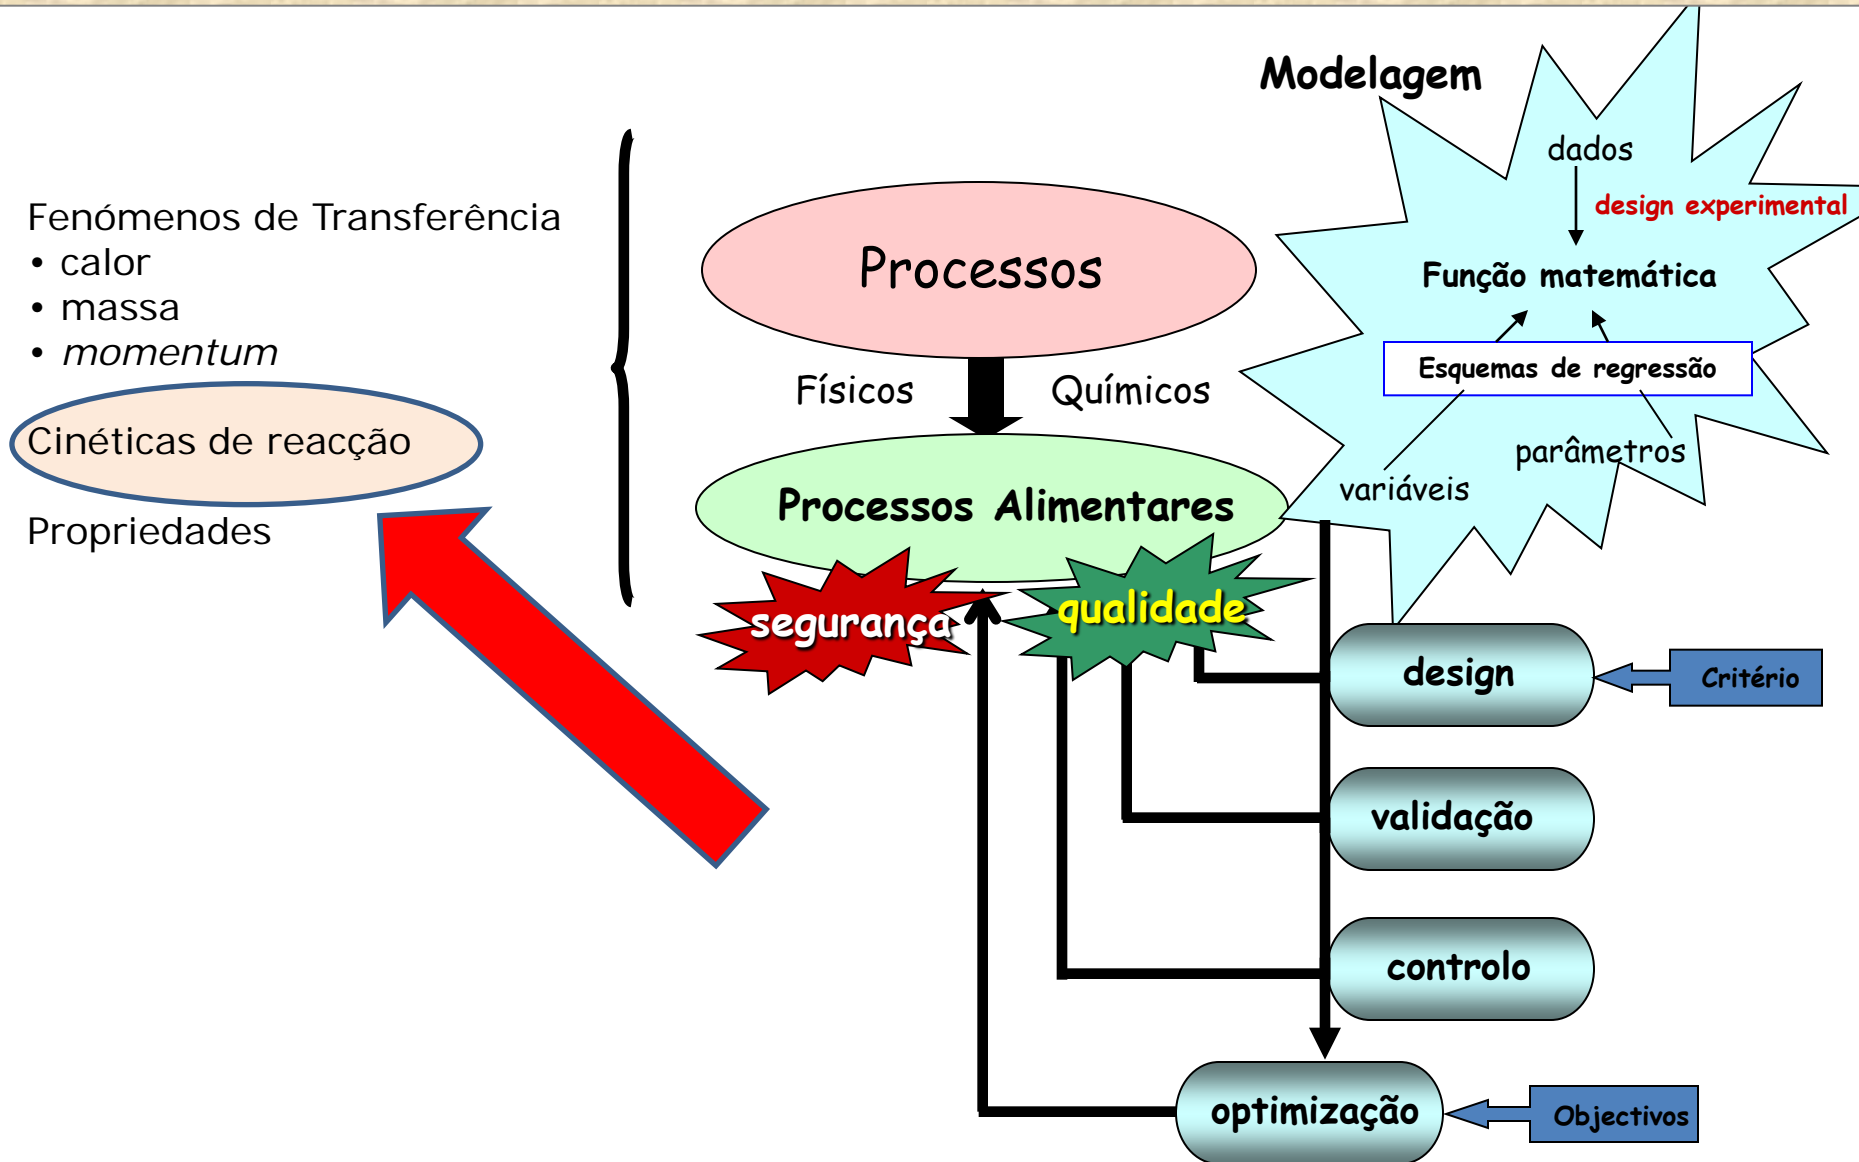 Modelagem
dados
design experimental
Função matemática
Esquemas de regressão
parâmetros
variáveis
Fenómenos de Transferência
• calor
• massa
• momentum
Cinéticas de reacção
Propriedades
Processos
Físicos
Químicos
Processos Alimentares
segurança
qualidade
design
Critério
validação
controlo
optimização
Objectivos